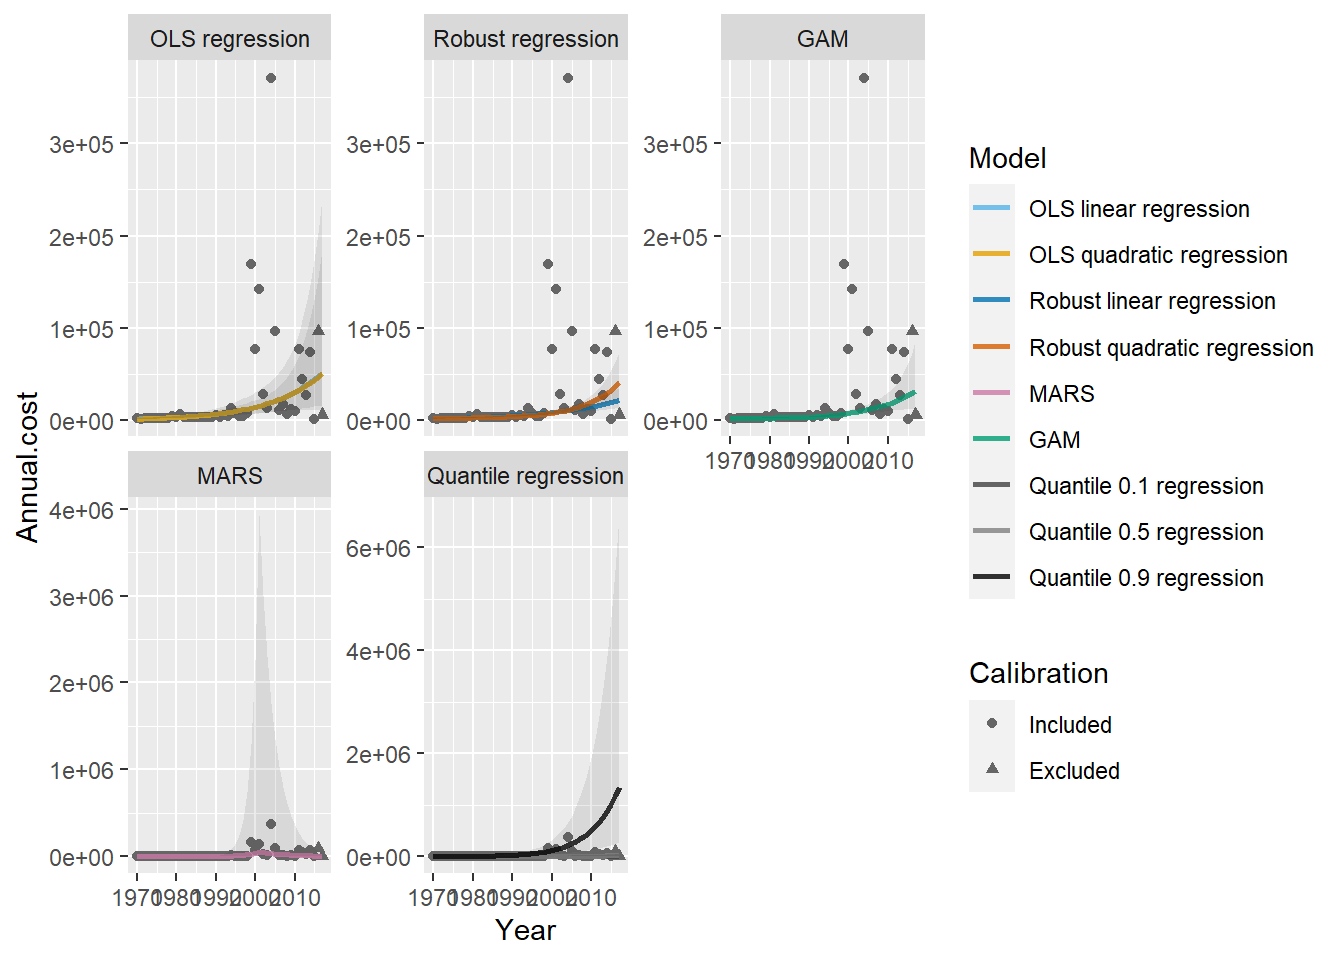 OLS regression
Robust regression
GAM
3e+05
2e+05
1e+05
0e+00
3e+05
2e+05
1e+05
0e+00
3e+05
2e+05
1e+05
0e+00
1970 1980 1990 2000 2010
Annual.cost
MARS
Quantile regression
4e+06
3e+06
2e+06
1e+06
0e+00
6e+06
4e+06
2e+06
0e+00
1970 1980 1990 2000 2010
1970 1980 1990 2000 2010
Year
Model
OLS linear regression
OLS quadratic regression
Robust linear regression
Robust quadratic regression
MARS
GAM
Quantile 0.1 regression
Quantile 0.5 regression
Quantile 0.9 regression
Calibration
Included
Excluded